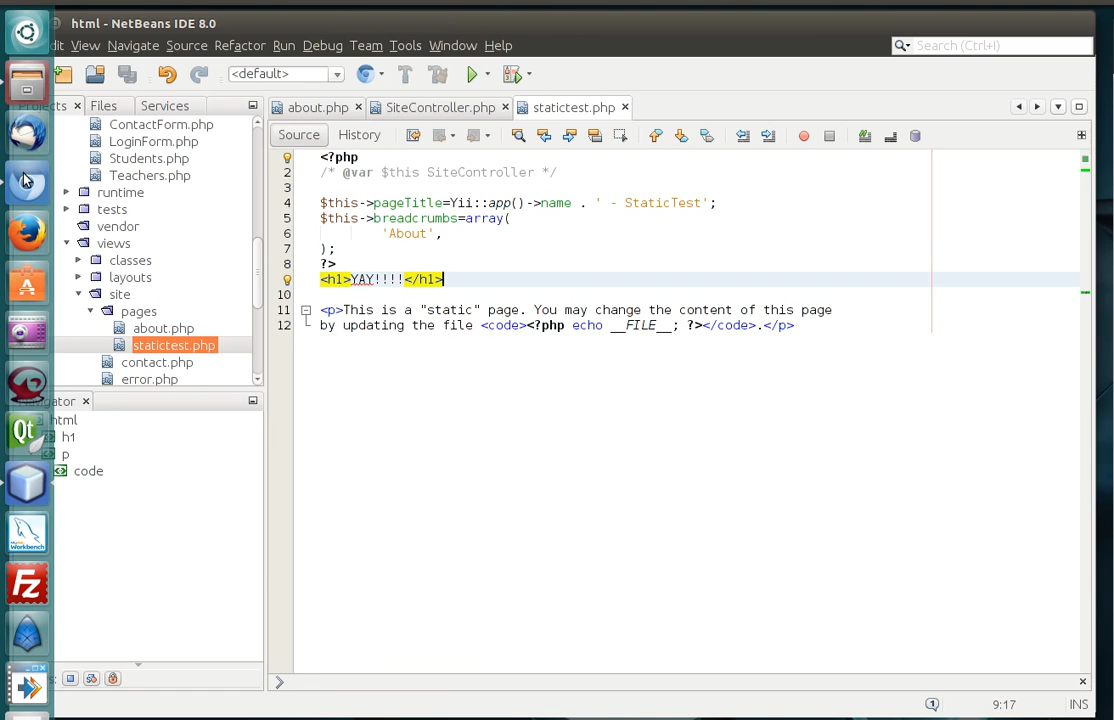 html - NetBeans IDE 8.0
dit View Navigate Source Refactor Run Debug Team Tools Window Help
Search (Ctrl+I)
<default>
Files Services
ContactForm.php
LoginForm.php
Students.php
Teachers.php
runtime
tests
vendor
views
classes
layouts
site
pages
about.php
statictest.php
contact.php
error.php
html
h1
p
code
about.php SiteController.php statictest.php
Source History
1 <?php
2 /* @var $this SiteController */
3
4 $this->pageTitle=Yii::app()->name . ' - StaticTest';
5 $this->breadcrumbs=array(
6 'About',
7 );
8 ?>
<h1>YAY!!!!</h1>
10
11 <p>This is a "static" page. You may change the content of this page
12 by updating the file <code><?php echo __FILE__; ?></code>.</p>
Qt
Workbench
Fz
1
9:17
INS